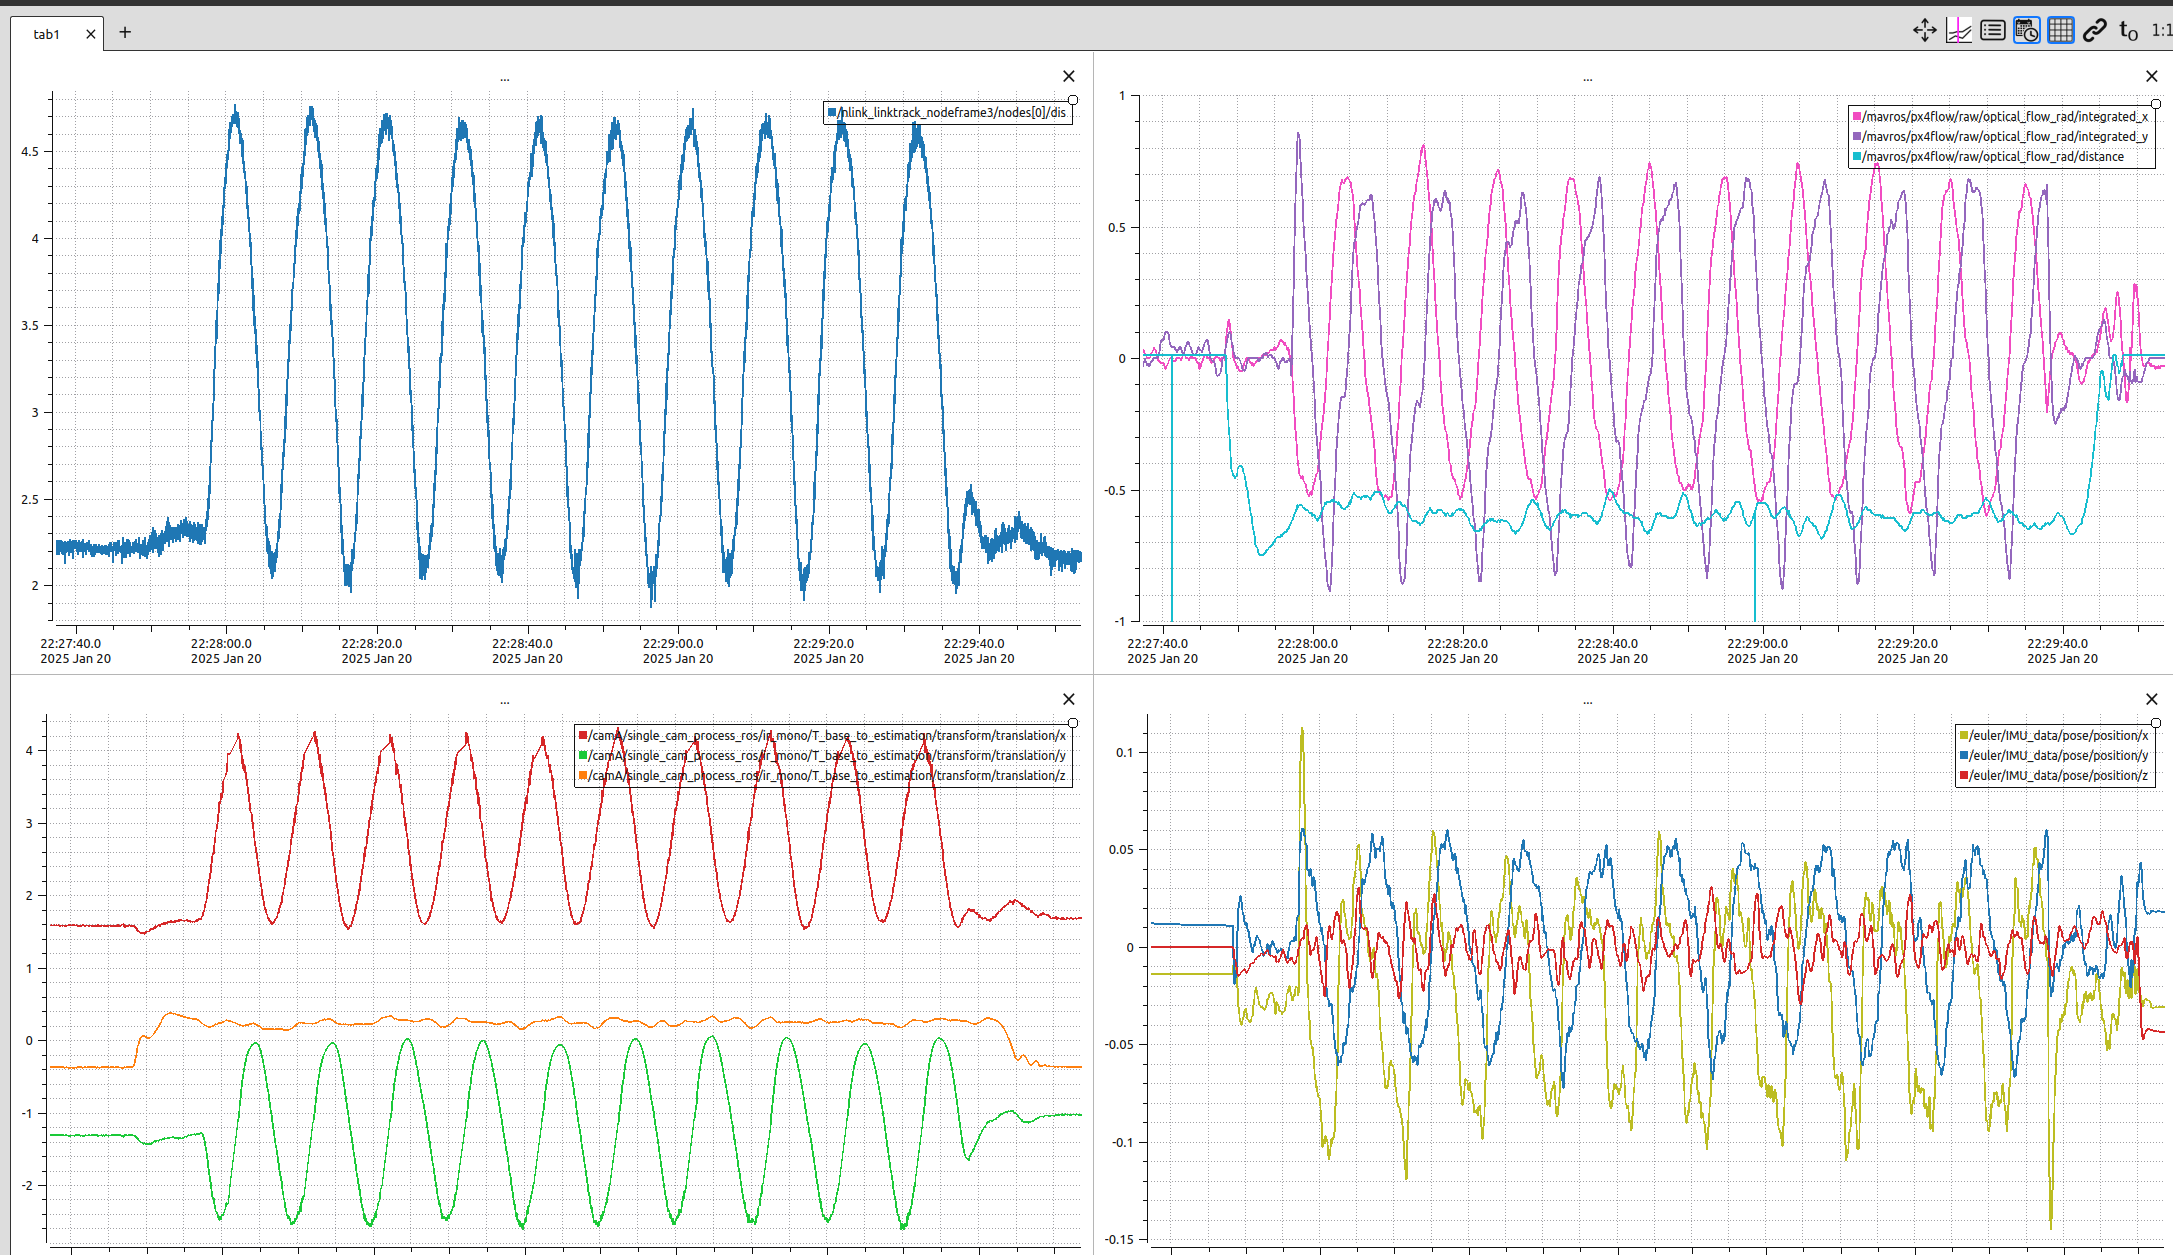 tab1
t0
1:1
...
/nlink_linktrack_nodeframe3/nodes[0]/dis
4.5
4
3.5
3
2.5
2
22:27:40.0 22:28:00.0 22:28:20.0 22:28:40.0 22:29:00.0 22:29:20.0 22:29:40.0
2025 Jan 20 2025 Jan 20 2025 Jan 20 2025 Jan 20 2025 Jan 20 2025 Jan 20 2025 Jan 20
...
/mavros/px4flow/raw/optical_flow_rad/integrated_x
/mavros/px4flow/raw/optical_flow_rad/integrated_y
/mavros/px4flow/raw/optical_flow_rad/distance
1
0.5
0
-0.5
-1
22:27:40.0 22:28:00.0 22:28:20.0 22:28:40.0 22:29:00.0 22:29:20.0 22:29:40.0
2025 Jan 20 2025 Jan 20 2025 Jan 20 2025 Jan 20 2025 Jan 20 2025 Jan 20 2025 Jan 20
...
/camA/single_cam_process_ros/ir_mono/T_base_to_estimation/transform/translation/x
/camA/single_cam_process_ros/ir_mono/T_base_to_estimation/transform/translation/y
/camA/single_cam_process_ros/ir_mono/T_base_to_estimation/transform/translation/z
4
3
2
1
0
-1
-2
...
/euler/IMU_data/pose/position/x
/euler/IMU_data/pose/position/y
/euler/IMU_data/pose/position/z
0.1
0.05
0
-0.05
-0.1
-0.15